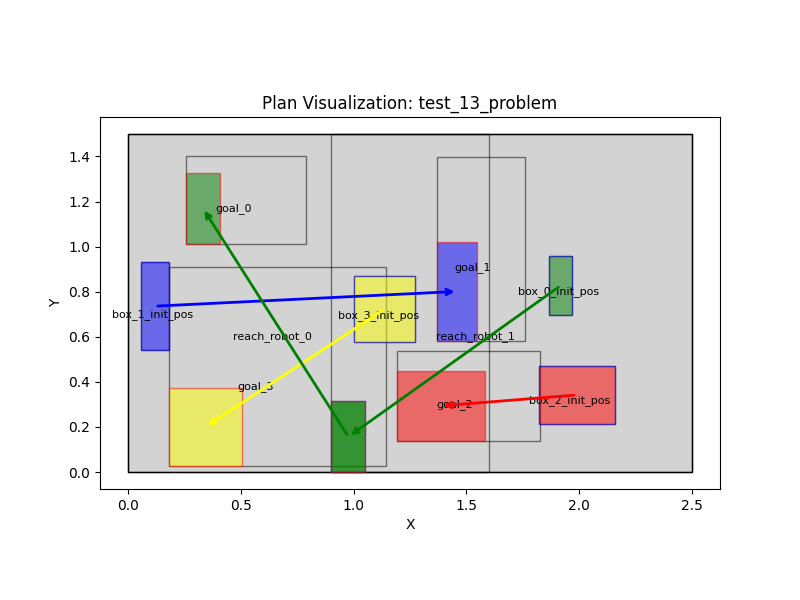 Plan Visualization: test_13_problem
1.4
1.2
1.0
0.8
0.6
0.4
0.2
0.0
Y
goal_0
goal_1
box_0_init_pos
box_1_init_pos
box_3_init_pos
reach_robot_0
reach_robot_1
goal_3
goal_2
box_2_init_pos
0.0
0.5
1.0
1.5
2.0
2.5
X